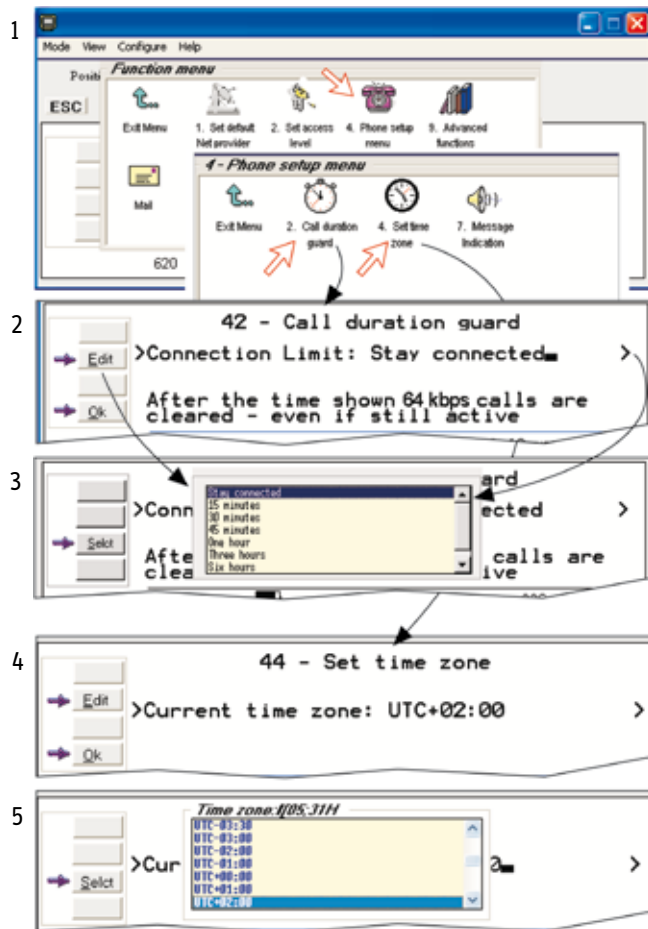 1
Mode View Configure Help
Positi
Function menu
ESC
Exit Menu
1. Set default Net provider
2. Set access level
4. Phone setup menu
9. Advanced functions
Mail
4 - Phone setup menu
Exit Menu
2. Call duration guard
4. Set time zone
7. Message Indication
620
2
42 - Call duration guard
Edit
>Connection Limit: Stay connected >
Ok
After the time shown 64 kbps calls are
cleared - even if still active
3
ard
Stay connected
15 minutes
30 minutes
45 minutes
One hour
Three hours
Six hours
>Conn ected >
Selct
Afte calls are
clea ive
4
44 - Set time zone
Edit
>Current time zone: UTC+02:00 >
Ok
5
Time zone:¶[05;31H
UTC-03:30
UTC-03:00
UTC-02:00
UTC-01:00
UTC+00:00
UTC+01:00
UTC+02:00
>Cur 0 >
Selct